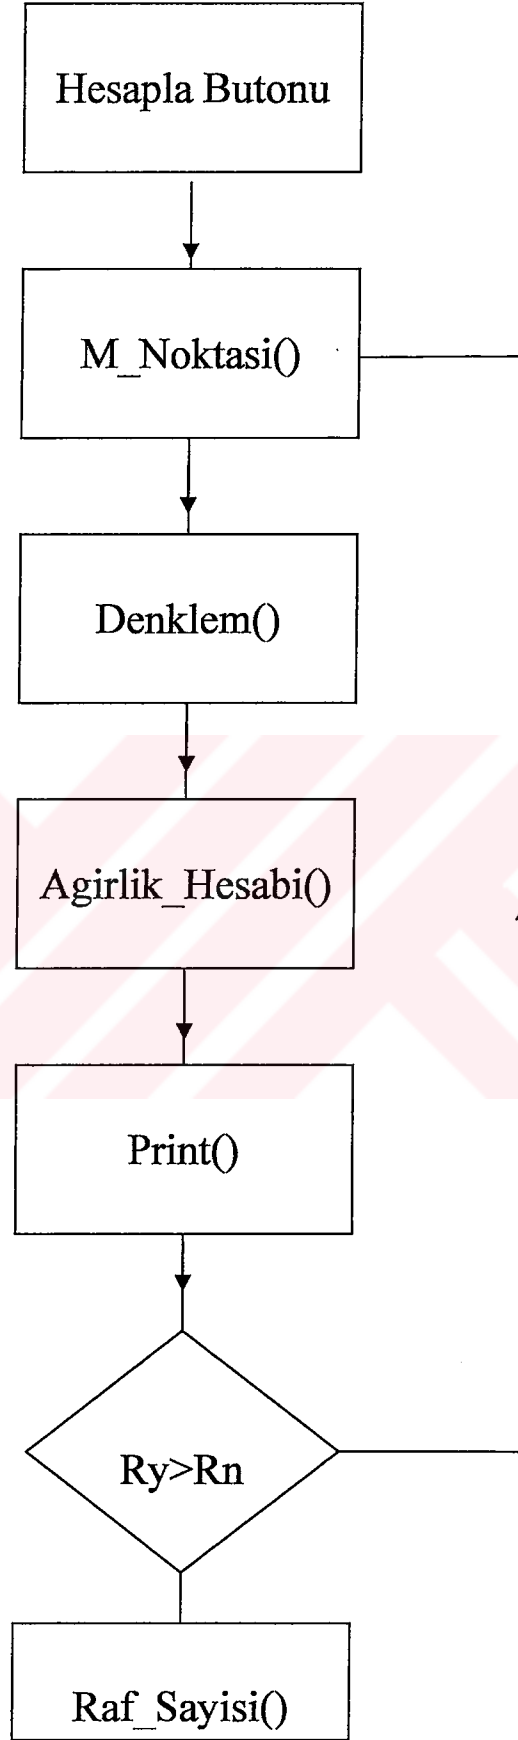 Hesapla Butonu
M_Noktasi()
Denklem()
Agirlik_Hesabi()
Print()
Ry>Rn
Raf_Sayisi()